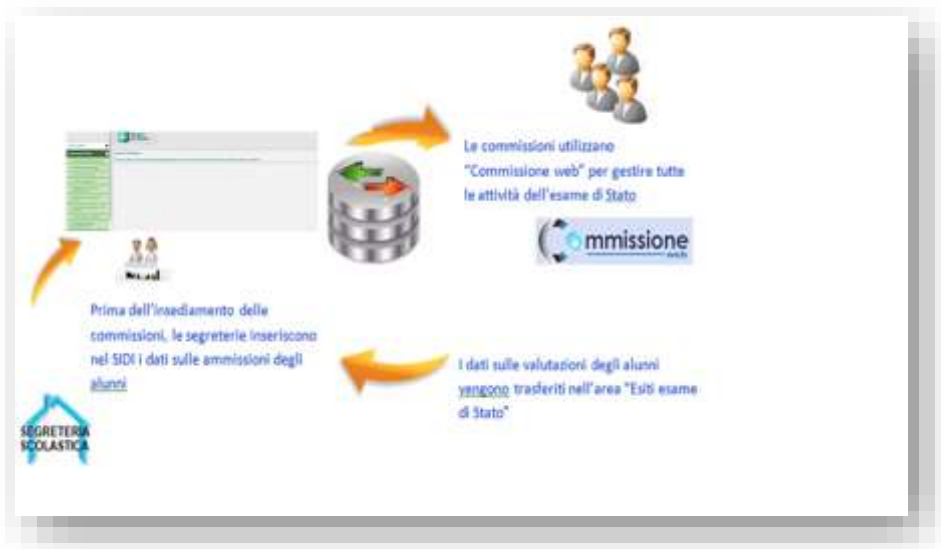 Le commissioni utilizzano
"Commissione web" per gestire tutte
le attività dell'esame di Stato
mmissione
web
Prima dell'insediamento delle
commissioni, le segreterie inseriscono
nel SIDI i dati sulle ammissioni degli
alunni
I dati sulle valutazioni degli alunni
vengono trasferiti nell'area "Esiti esame
di Stato"
SEGRETERIA
SCOLASTICA